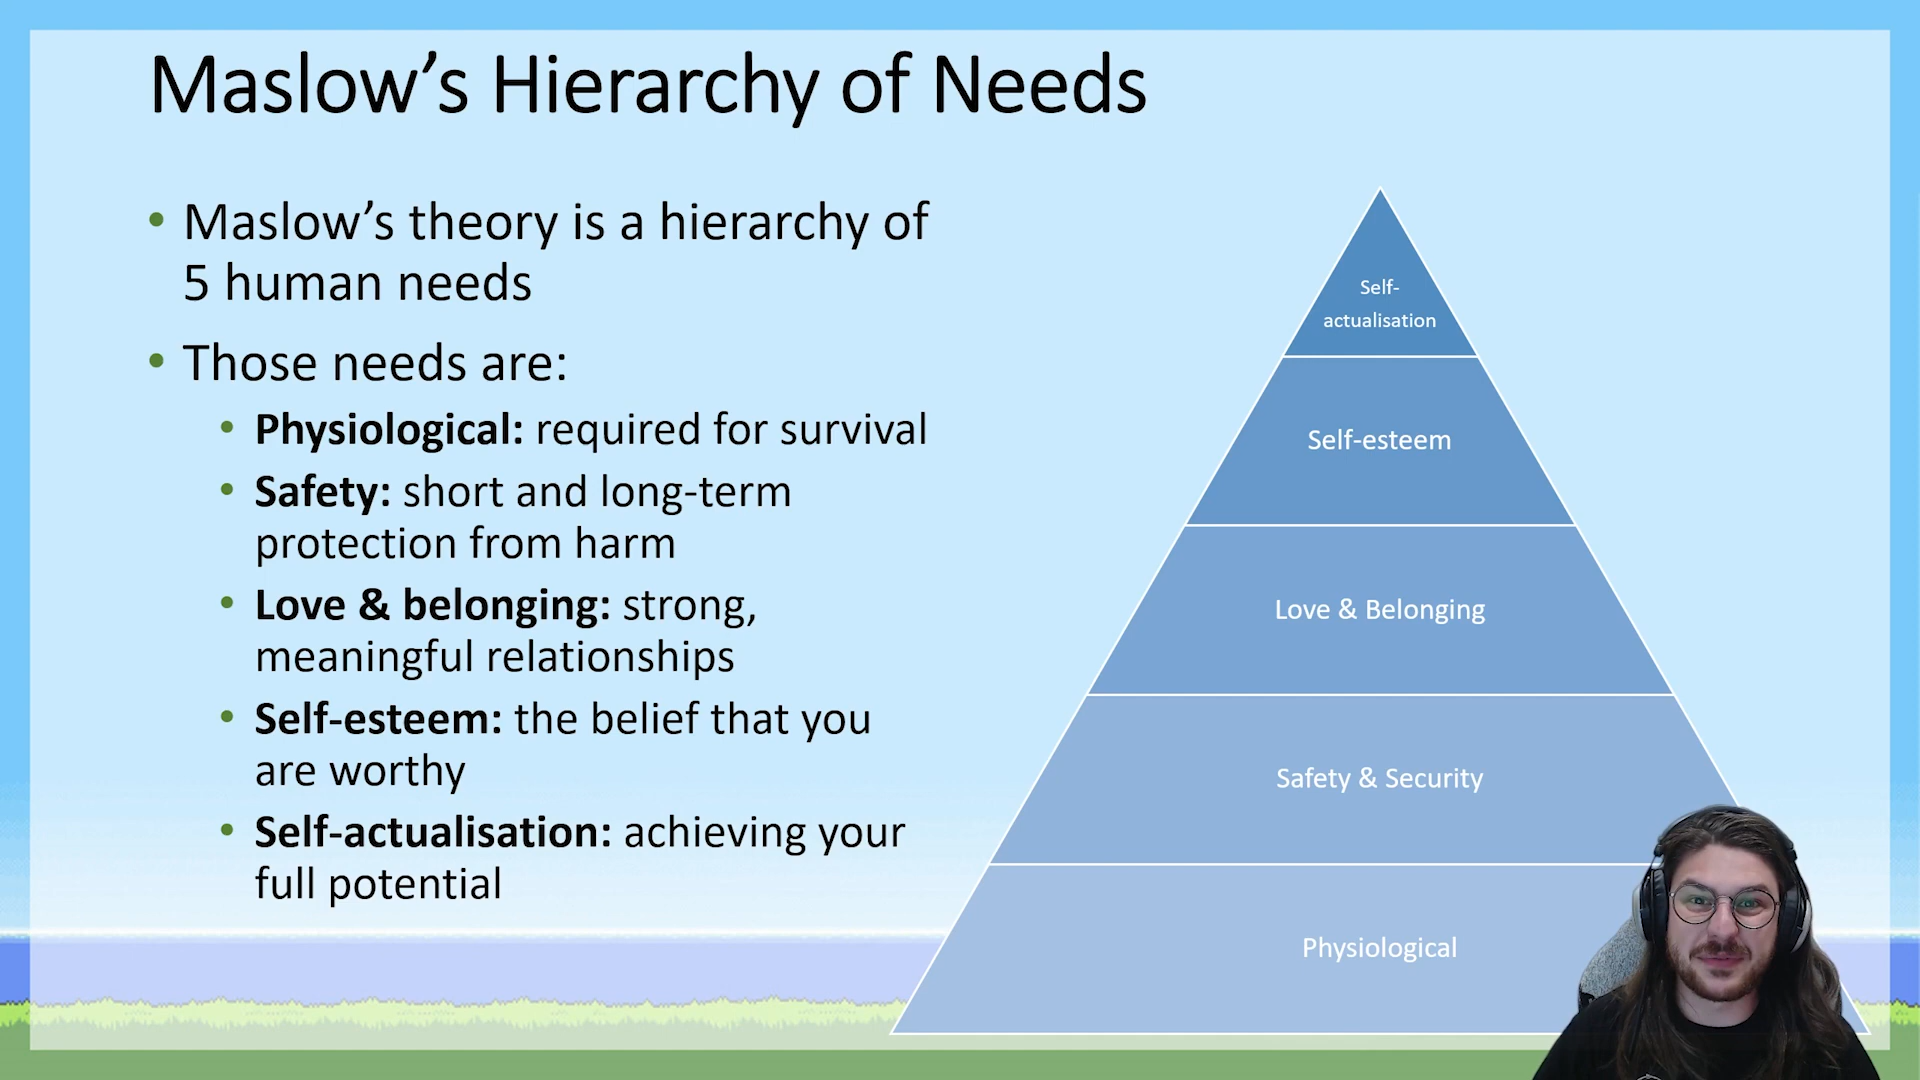 Maslow’s Hierarchy of Needs
• Maslow’s theory is a hierarchy of
5 human needs
• Those needs are:
• Physiological: required for survival
• Safety: short and long-term
protection from harm
• Love & belonging: strong,
meaningful relationships
• Self-esteem: the belief that you
are worthy
• Self-actualisation: achieving your
full potential
Self-
actualisation
Self-esteem
Love & Belonging
Safety & Security
Physiological